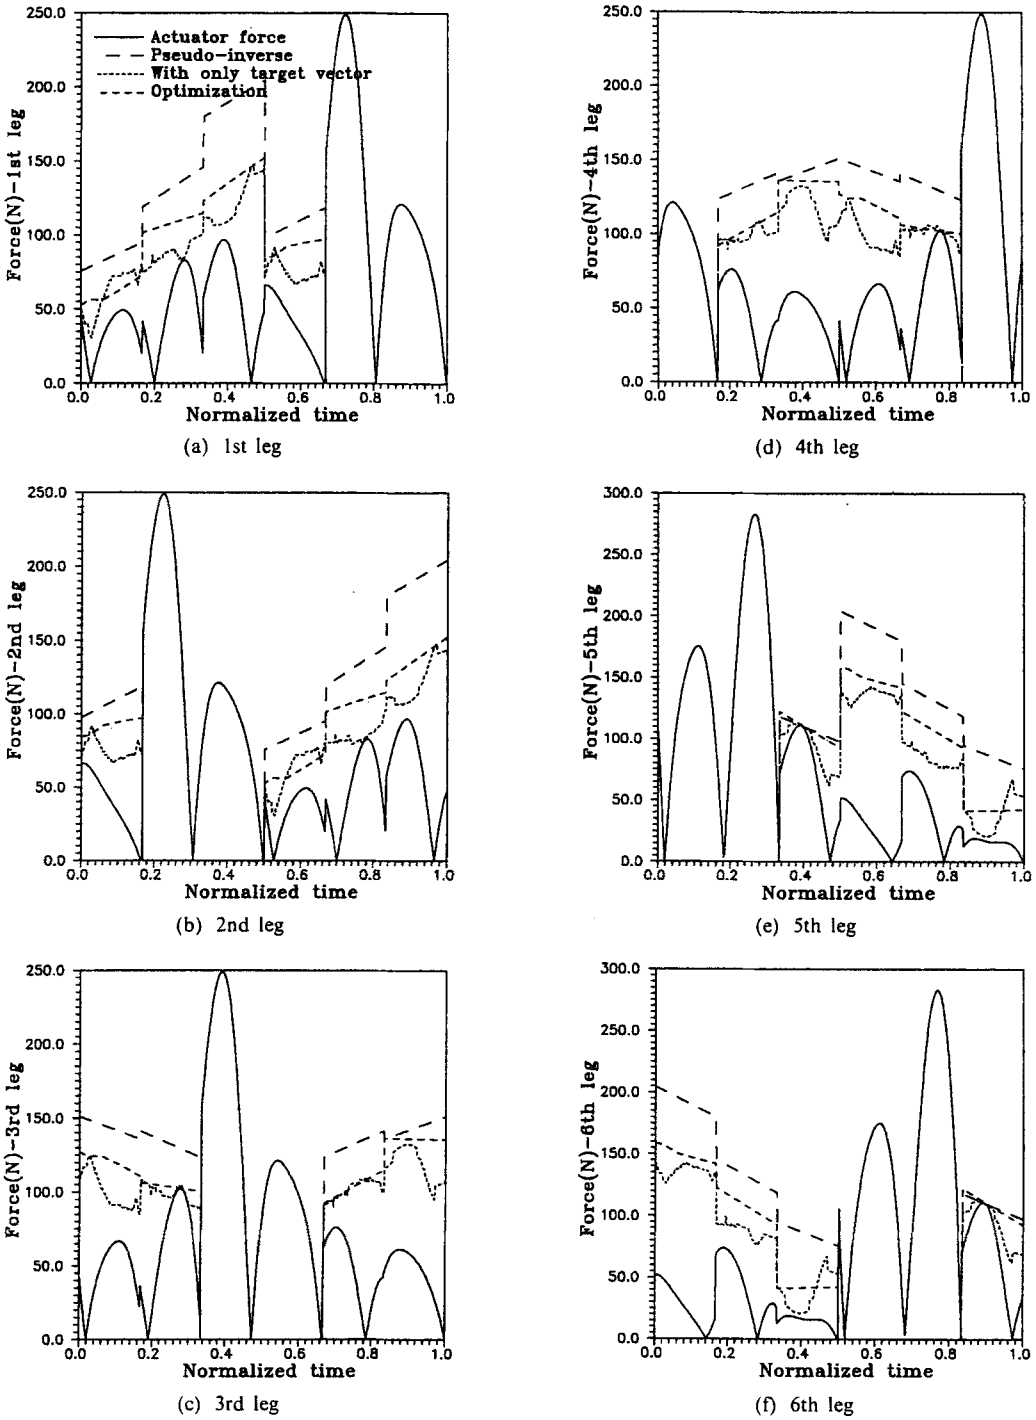 250.0
200.0
150.0
100.0
50.0
0.0
Force(N)-1st leg
Actuator force
Pseudo-inverse
With only target vector
Optimization
0.0 0.2 0.4 0.6 0.8 1.0
Normalized time
(a) 1st leg
250.0
200.0
150.0
100.0
50.0
0.0
Force(N)-4th leg
0.0 0.2 0.4 0.6 0.8 1.0
Normalized time
(d) 4th leg
250.0
200.0
150.0
100.0
50.0
0.0
Force(N)-2nd leg
0.0 0.2 0.4 0.6 0.8 1.0
Normalized time
(b) 2nd leg
300.0
250.0
200.0
150.0
100.0
50.0
0.0
Force(N)-5th leg
0.0 0.2 0.4 0.6 0.8 1.0
Normalized time
(e) 5th leg
250.0
200.0
150.0
100.0
50.0
0.0
Force(N)-3rd leg
0.0 0.2 0.4 0.6 0.8 1.0
Normalized time
(c) 3rd leg
300.0
250.0
200.0
150.0
100.0
50.0
0.0
Force(N)-6th leg
0.0 0.2 0.4 0.6 0.8 1.0
Normalized time
(f) 6th leg